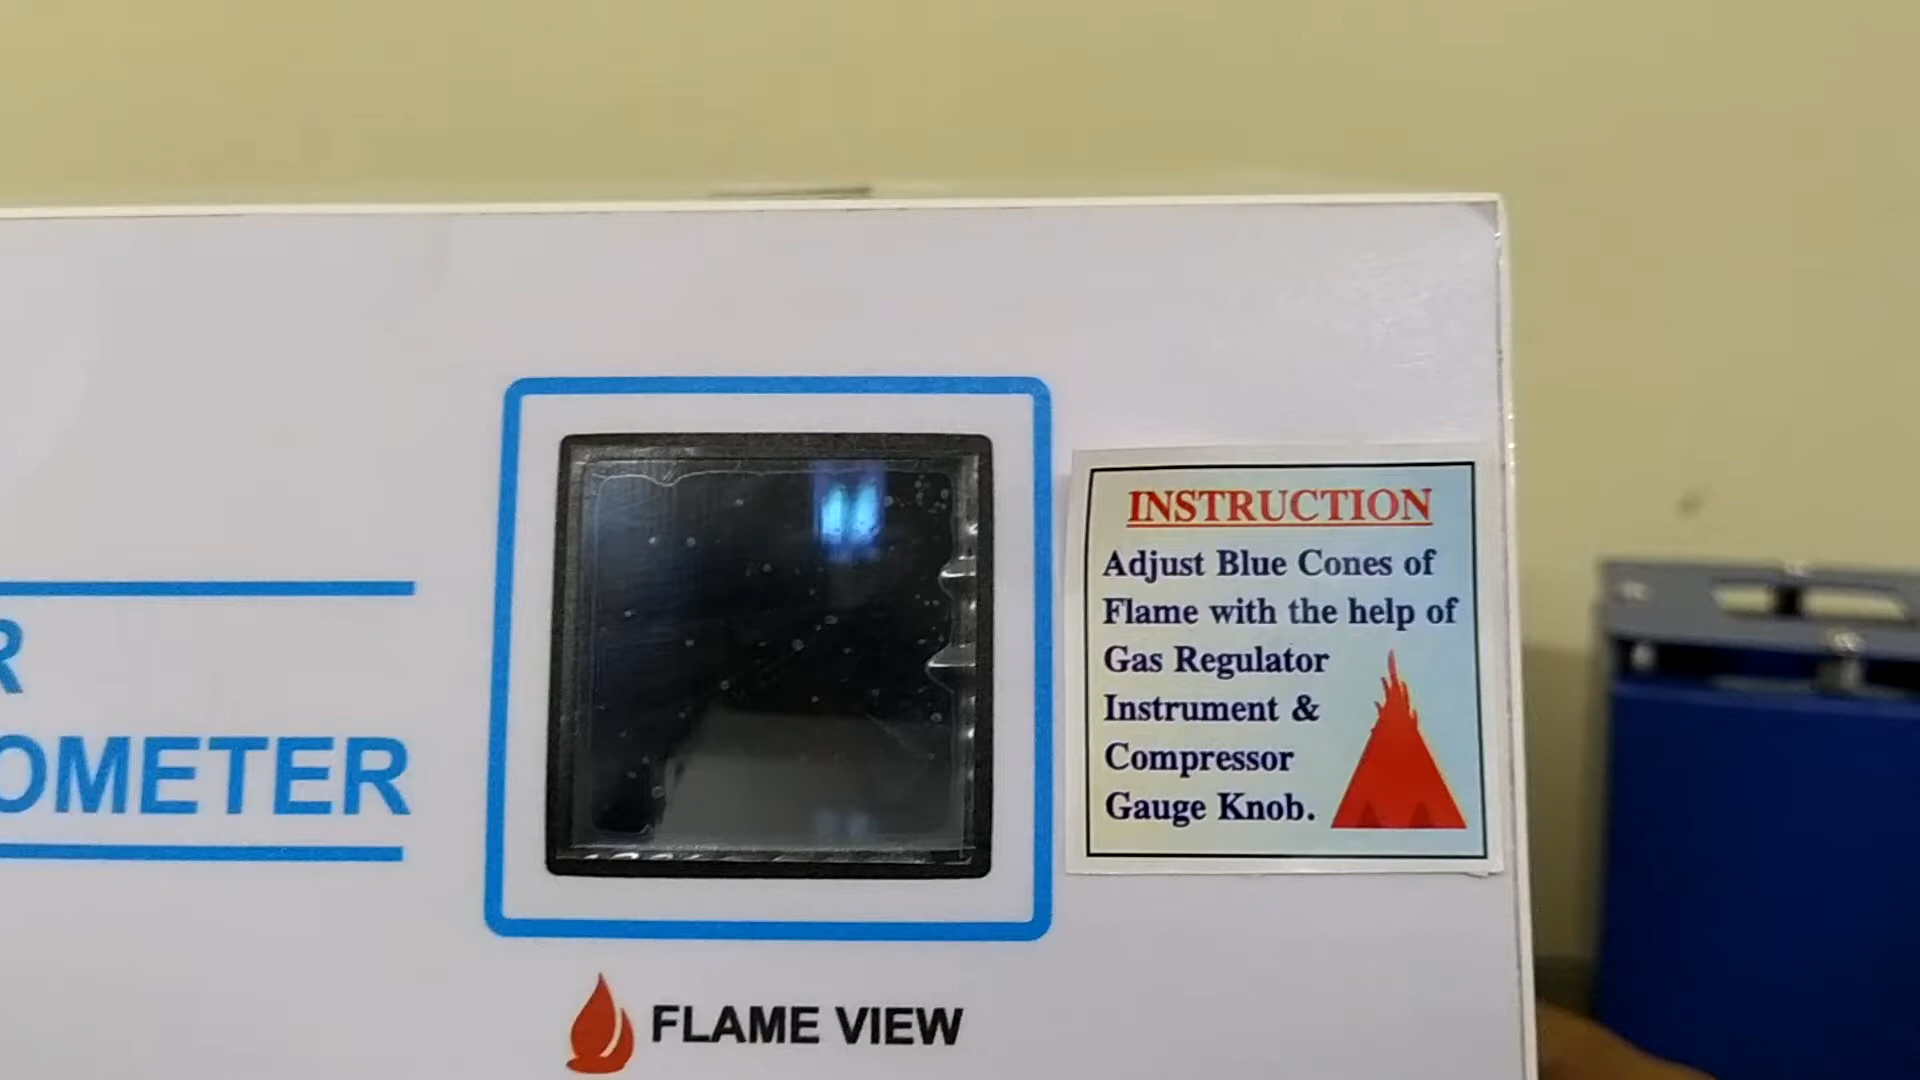 R
OMETER
INSTRUCTION
Adjust Blue Cones of
Flame with the help of
Gas Regulator
Instrument &
Compressor
Gauge Knob.
FLAME VIEW